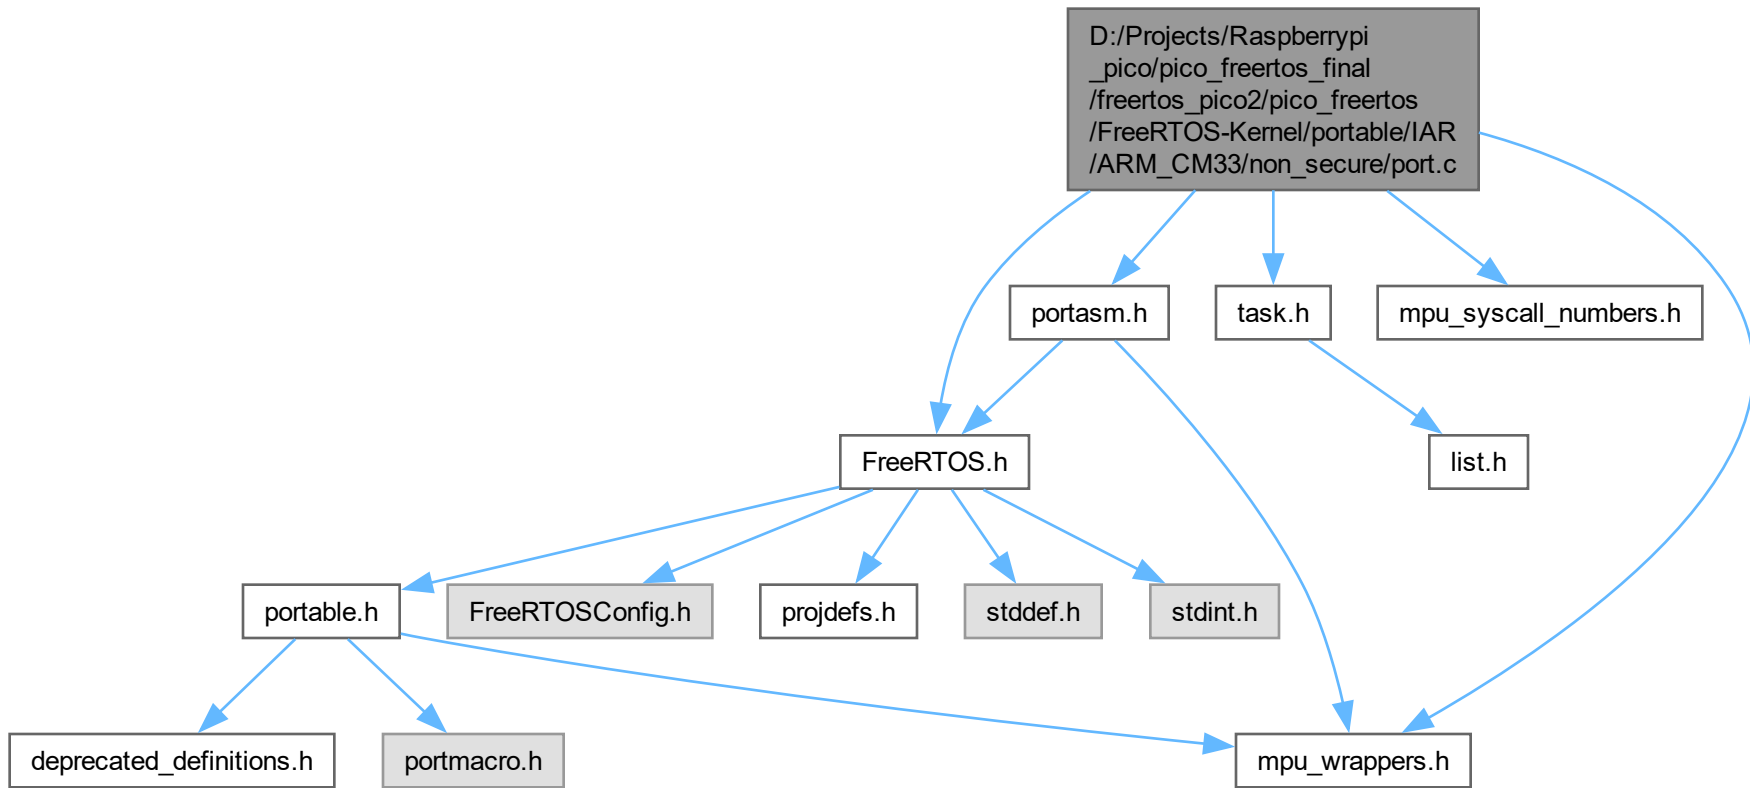 D:/Projects/Raspberrypi
_pico/pico_freertos_final
/freertos_pico2/pico_freertos
/FreeRTOS-Kernel/portable/IAR
/ARM_CM33/non_secure/port.c
portasm.h
task.h
mpu_syscall_numbers.h
FreeRTOS.h
list.h
portable.h
FreeRTOSConfig.h
projdefs.h
stddef.h
stdint.h
deprecated_definitions.h
portmacro.h
mpu_wrappers.h